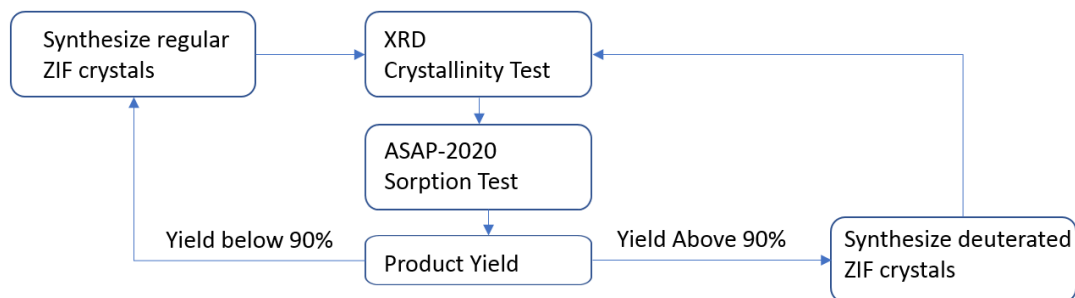 Synthesize regular
ZIF crystals
XRD
Crystallinity Test
ASAP-2020
Sorption Test
Yield below 90%
Product Yield
Yield Above 90%
Synthesize deuterated
ZIF crystals